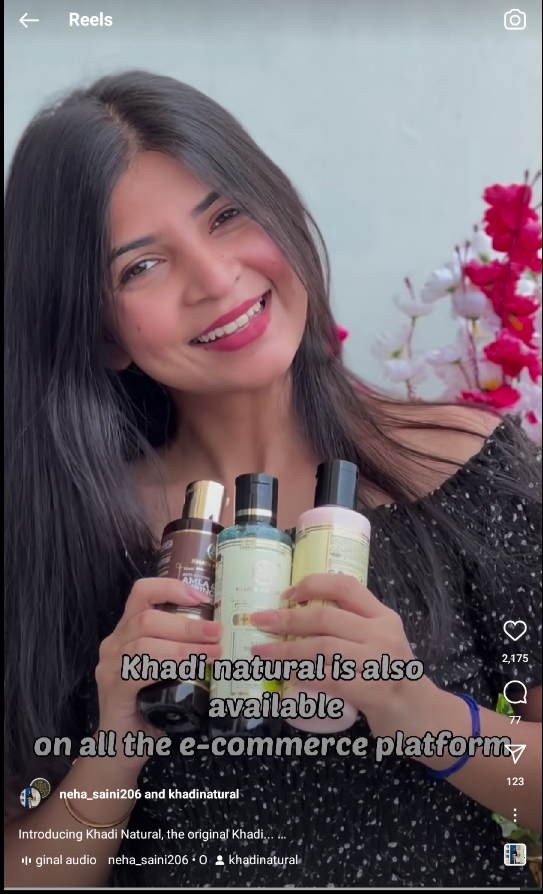 Reels
KHADI
AMLA &
Khadi natural is also
available
on all the e-commerce platform
2,175
77
123
neha_saini206 and khadinatural
Introducing Khadi Natural, the original Khadi... ...
ginal audio neha_saini206 • O khadinatural